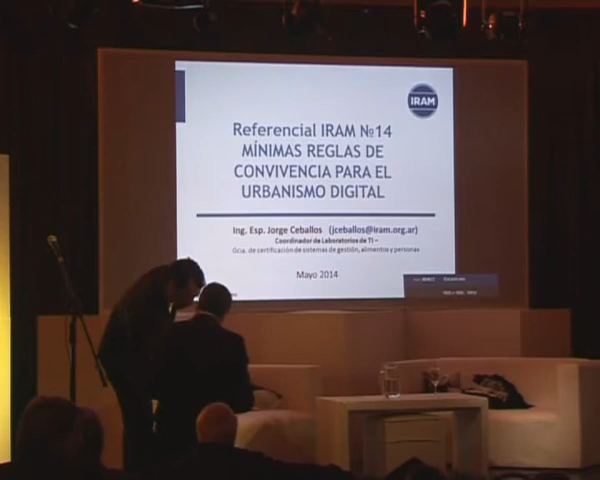 IRAM
Referencial IRAM №14
MÍNIMAS REGLAS DE
CONVIVENCIA PARA EL
URBANISMO DIGITAL
Ing. Esp. Jorge Ceballos (jceballos@iram.org.ar)
Coordinador de Laboratorios de TI –
Gcia. de certificación de sistemas de gestión, alimentos y personas
Mayo 2014